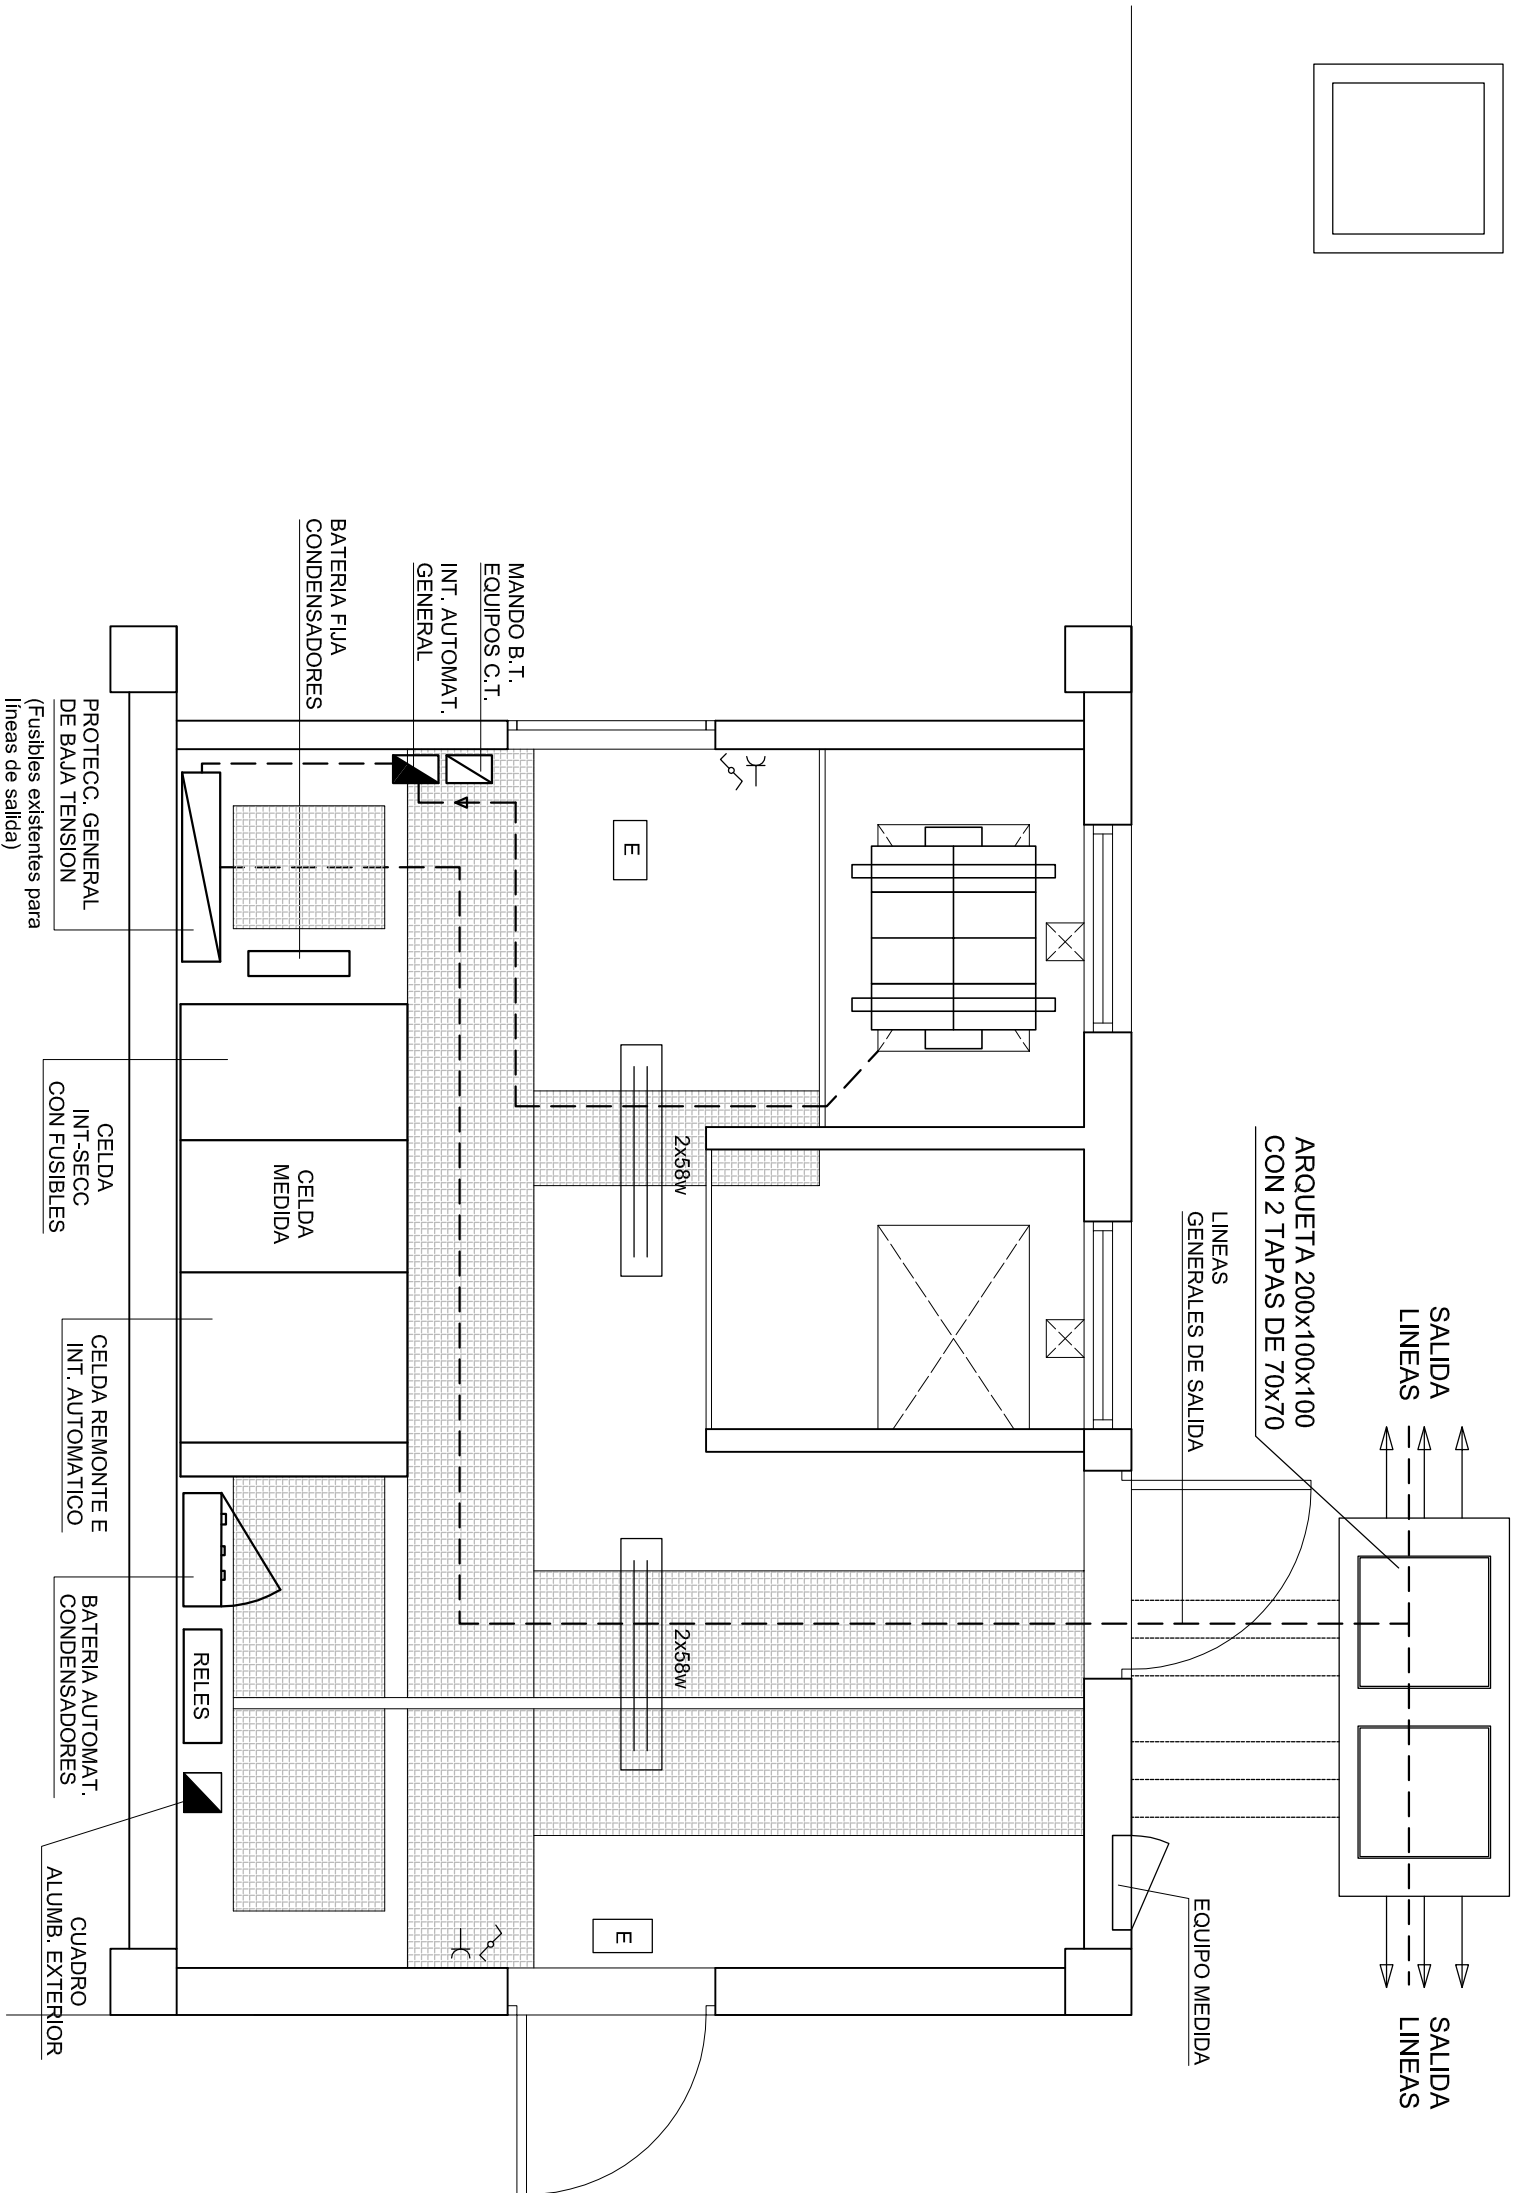 SALIDA
LINEAS
SALIDA
LINEAS
ARQUETA 200x100x100
CON 2 TAPAS DE 70x70
LINEAS
GENERALES DE SALIDA
EQUIPO MEDIDA
2x58w
2x58w
E
E
MANDO B.T.
EQUIPOS C.T.
INT. AUTOMAT.
GENERAL
BATERIA FIJA
CONDENSADORES
CELDA
MEDIDA
RELES
PROTECC. GENERAL
DE BAJA TENSION
(Fusibles existentes para
líneas de salida)
CELDA
INT-SECC
CON FUSIBLES
CELDA REMONTE E
INT. AUTOMATICO
BATERIA AUTOMAT.
CONDENSADORES
CUADRO
ALUMB. EXTERIOR